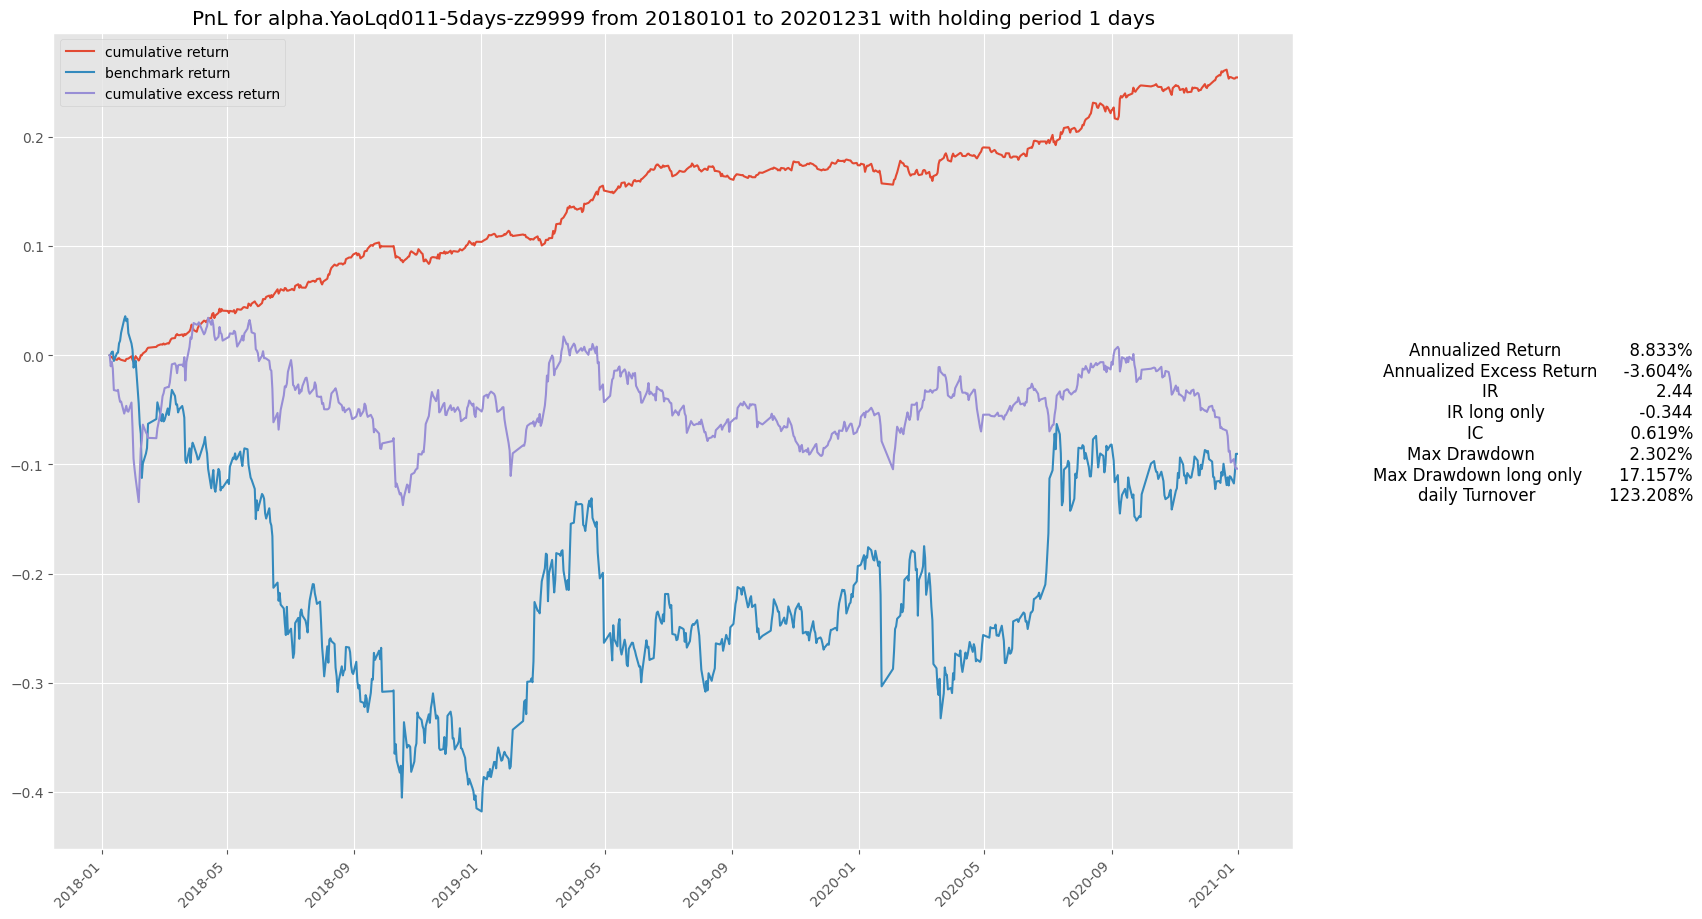 PnL for alpha.YaoLqd011-5days-zz9999 from 20180101 to 20201231 with holding period 1 days
cumulative return
benchmark return
cumulative excess return
0.2
0.1
0.0
−0.1
−0.2
−0.3
−0.4
2018-01
2018-05
2018-09
2019-01
2019-05
2019-09
2020-01
2020-05
2020-09
2021-01
Annualized Return 8.833%
Annualized Excess Return -3.604%
IR 2.44
IR long only -0.344
IC 0.619%
Max Drawdown 2.302%
Max Drawdown long only 17.157%
daily Turnover 123.208%